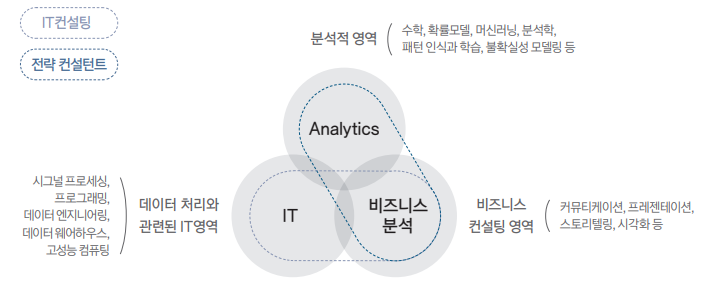 IT컨설팅
전략 컨설턴트
분석적 영역
수학, 확률모델, 머신러닝, 분석학,
패턴 인식과 학습, 불확실성 모델링 등
Analytics
시그널 프로세싱,
프로그래밍,
데이터 엔지니어링,
데이터 웨어하우스,
고성능 컴퓨팅
데이터 처리와
관련된 IT영역
IT
비즈니스
분석
비즈니스
컨설팅 영역
커뮤티케이션, 프레젠테이션,
스토리텔링, 시각화 등